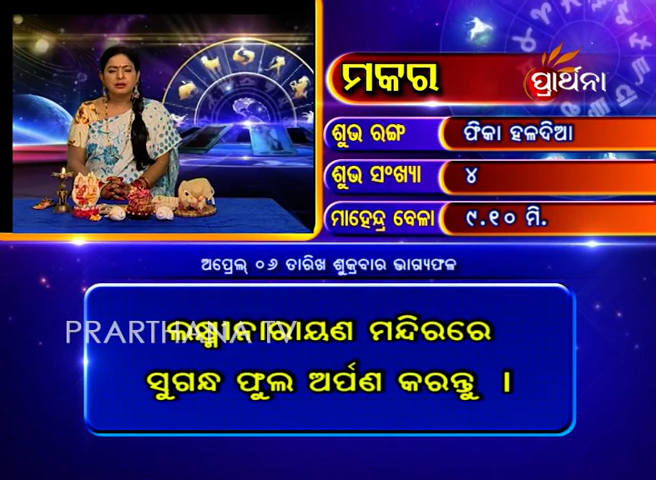 ମକର
ପ୍ରାର୍ଥନା
ଶୁଭ ରଙ୍ଗ ଫିକା ହଳଦିଆ
ଶୁଭ ସଂଖ୍ୟା ୪
ମାହେନ୍ଦ୍ର ବେଳା ୯.୧୦ ମି.
ଅପ୍ରେଲ୍ ୦୬ ତାରିଖ ଶୁକ୍ରବାର ଭାଗ୍ୟଫଳ
PRARTHANA TV
ଲକ୍ଷ୍ମୀନାରାୟଣ ମନ୍ଦିରରେ
ସୁଗନ୍ଧ ଫୁଲ ଅର୍ପଣ କରନ୍ତୁ ।